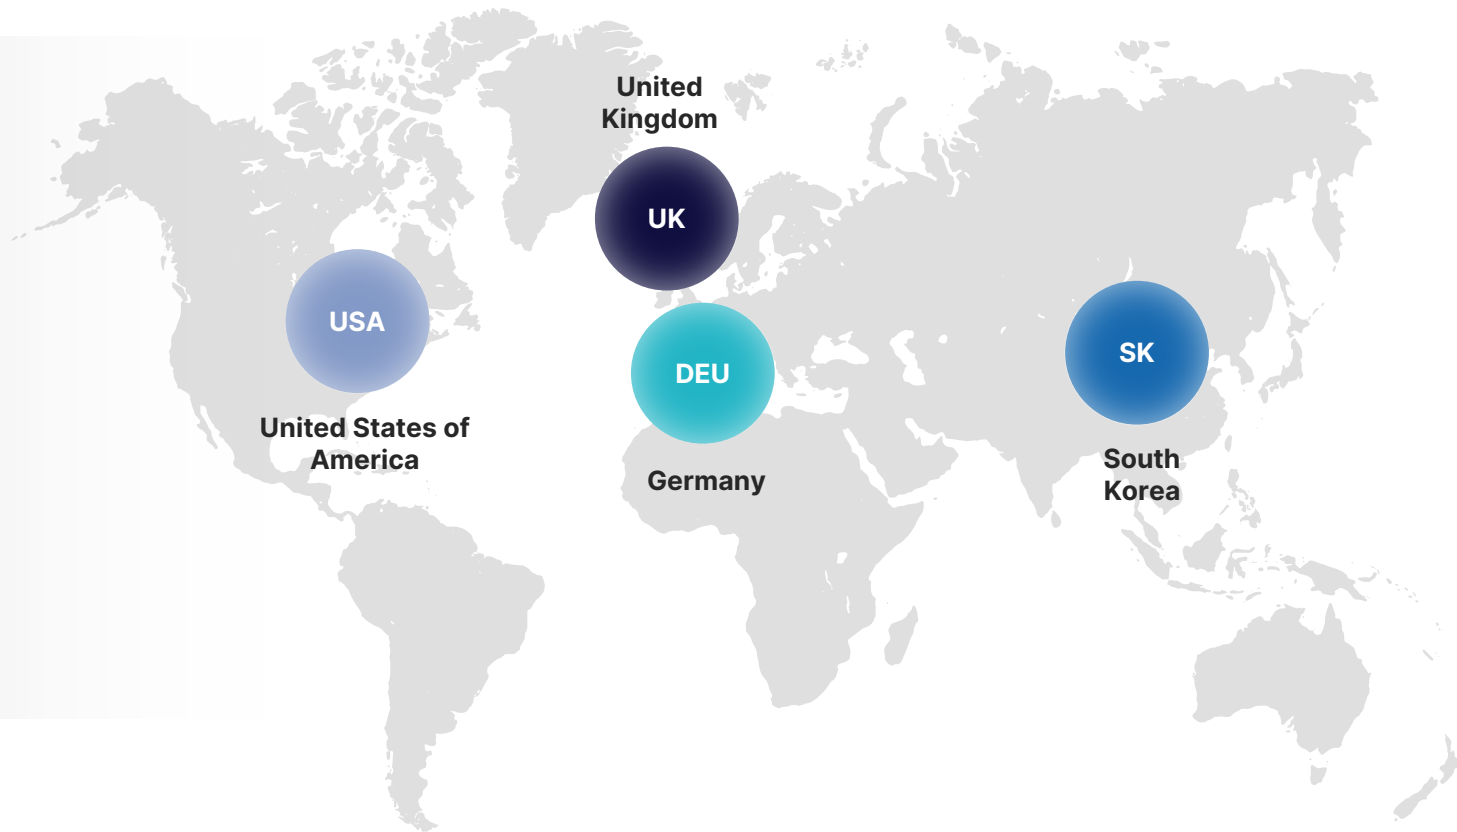 United
Kingdom
UK
USA
DEU
SK
United States of
America
Germany
South
Korea